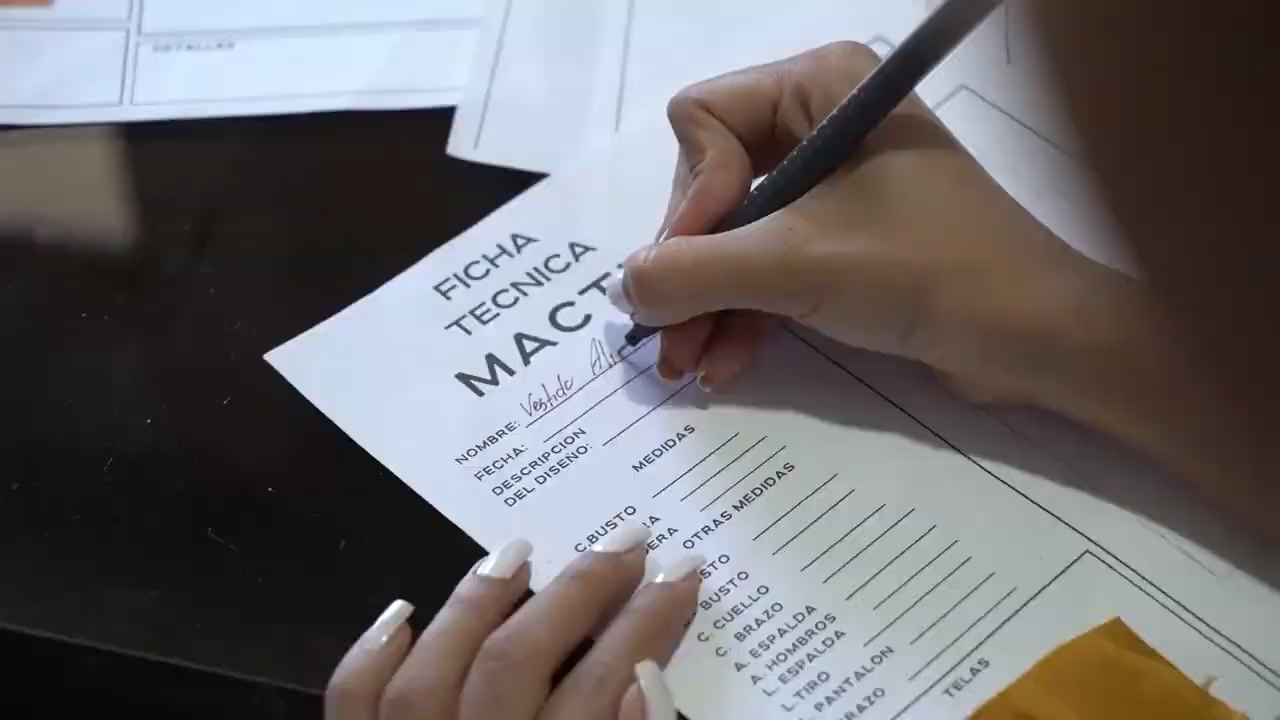 DETALLES
FICHA
TECNICA
MACT
NOMBRE: Vestido
FECHA:
DESCRIPCION
DEL DISEÑO:
MEDIDAS
C.BUSTO
OTRAS MEDIDAS
BUSTO
C. CUELLO
C. BRAZO
A. ESPALDA
A. HOMBROS
L. ESPALDA
L. TIRO
PANTALON
TELAS